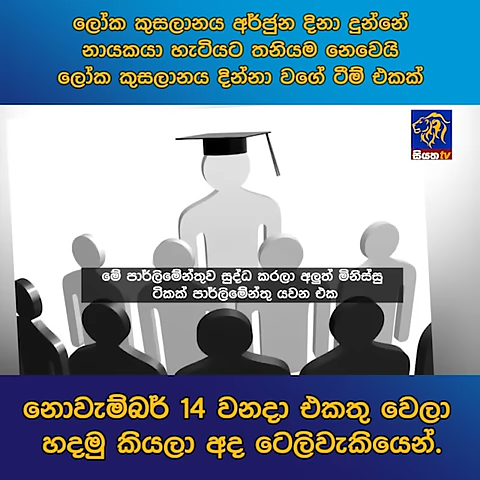 ලෝක කුසලානය අර්ජුන දිනා දුන්නේ
නායකයා හැටියට තනියම නෙවෙයි
ලෝක කුසලානය දින්නා වගේ ටීම් එකක්
සියත tv
මේ පාර්ලිමේන්තුව සුද්ධ කරලා අලුත් මිනිස්සු
ටිකක් පාර්ලිමේන්තු යවන එක
නොවැම්බර් 14 වනදා එකතු වෙලා
හදමු කියලා අද ටෙලිවැකියෙන්.